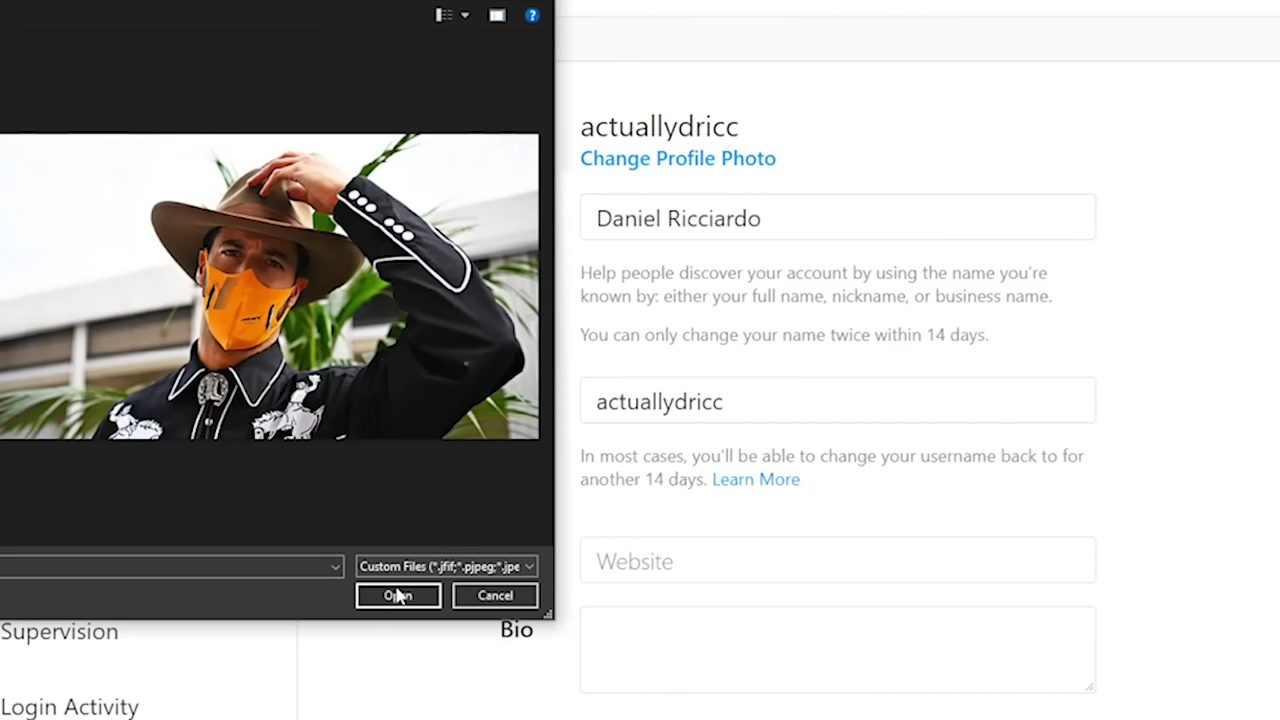 actuallydricc
Change Profile Photo
Daniel Ricciardo
Help people discover your account by using the name you're
known by: either your full name, nickname, or business name.
You can only change your name twice within 14 days.
actuallydricc
In most cases, you'll be able to change your username back to for
another 14 days. Learn More
Website
Custom Files (*.jfif;*.pjpeg;*.jpe
Open
Cancel
Supervision
Bio
Login Activity